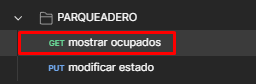 PARQUEADERO
GET mostrar ocupados
PUT modificar estado